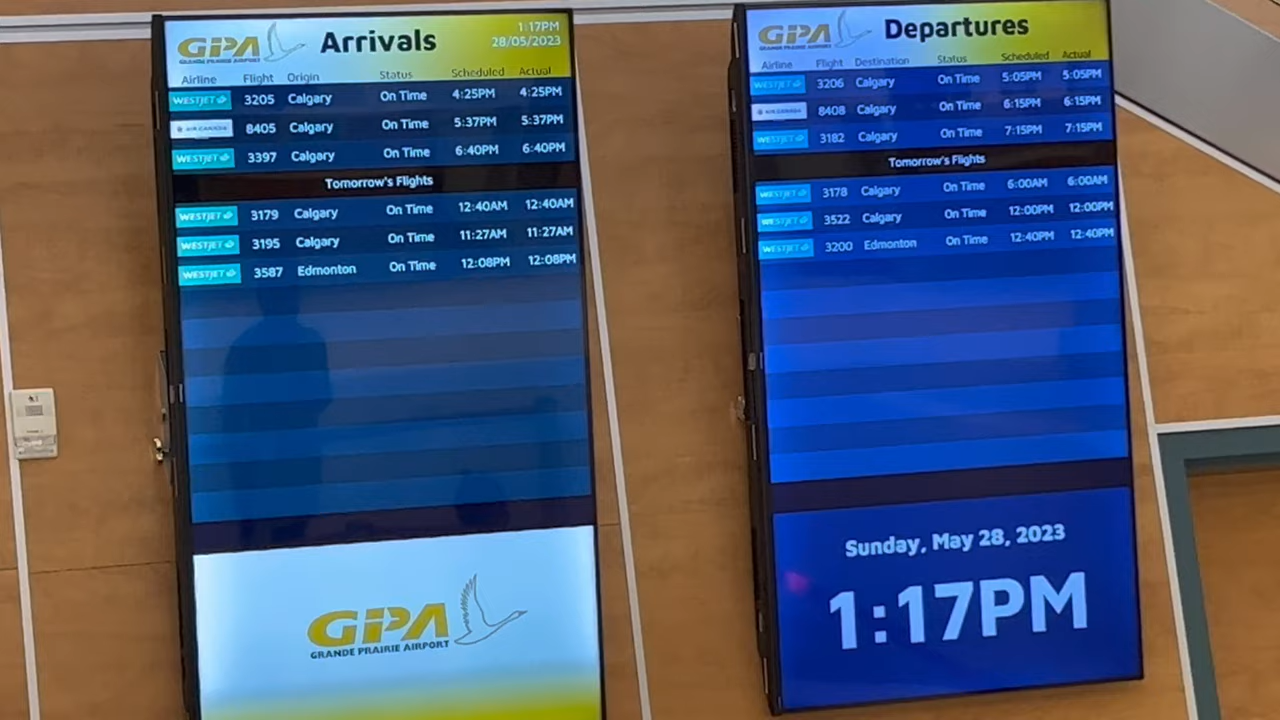 GPA
GRANDE PRAIRIE AIRPORT
Arrivals
1:17PM
28/05/2023
Airline Flight Origin Status Scheduled Actual
WESTJET 3205 Calgary On Time 4:25PM 4:25PM
AIR CANADA 8405 Calgary On Time 5:37PM 5:37PM
WESTJET 3397 Calgary On Time 6:40PM 6:40PM
Tomorrow's Flights
WESTJET 3179 Calgary On Time 12:40AM 12:40AM
WESTJET 3195 Calgary On Time 11:27AM 11:27AM
WESTJET 3587 Edmonton On Time 12:08PM 12:08PM
GPA
GRANDE PRAIRIE AIRPORT
GPA
GRANDE PRAIRIE AIRPORT
Departures
Airline Flight Destination Status Scheduled Actual
WESTJET 3206 Calgary On Time 5:05PM 5:05PM
AIR CANADA 8408 Calgary On Time 6:15PM 6:15PM
WESTJET 3182 Calgary On Time 7:15PM 7:15PM
Tomorrow's Flights
WESTJET 3178 Calgary On Time 6:00AM 6:00AM
WESTJET 3522 Calgary On Time 12:00PM 12:00PM
WESTJET 3200 Edmonton On Time 12:40PM 12:40PM
Sunday, May 28, 2023
1:17PM